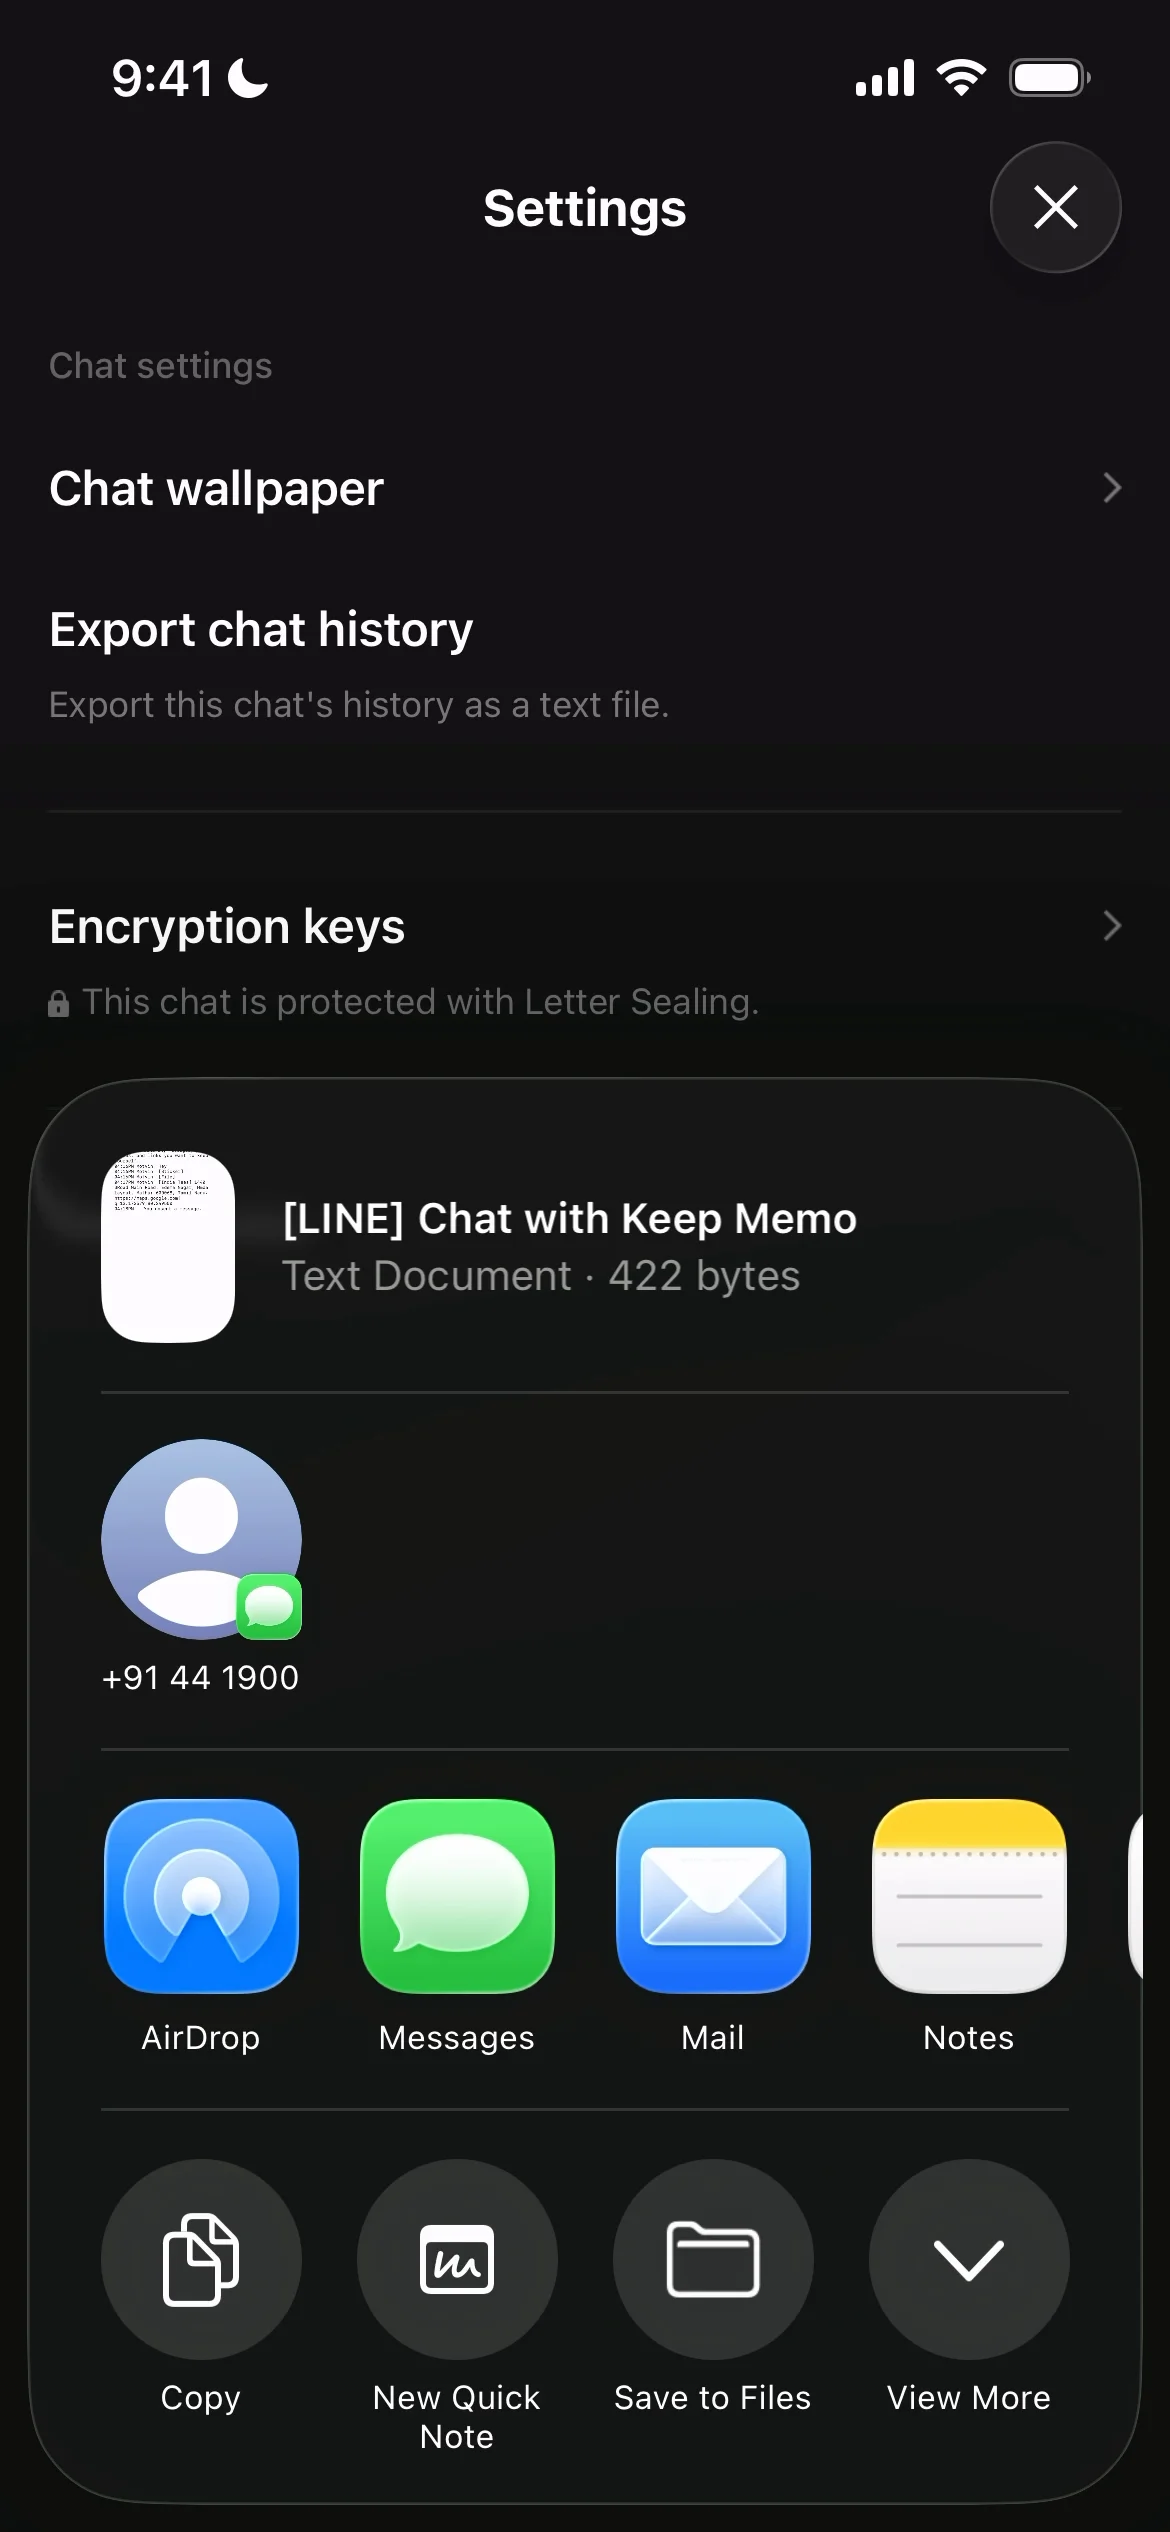 9:41
Settings
Chat settings
Chat wallpaper
Export chat history
Export this chat's history as a text file.
Encryption keys
This chat is protected with Letter Sealing.
[LINE] Chat with Keep Memo
Text Document · 422 bytes
+91 44 1900
AirDrop
Messages
Mail
Notes
Copy
New Quick
Note
Save to Files
View More